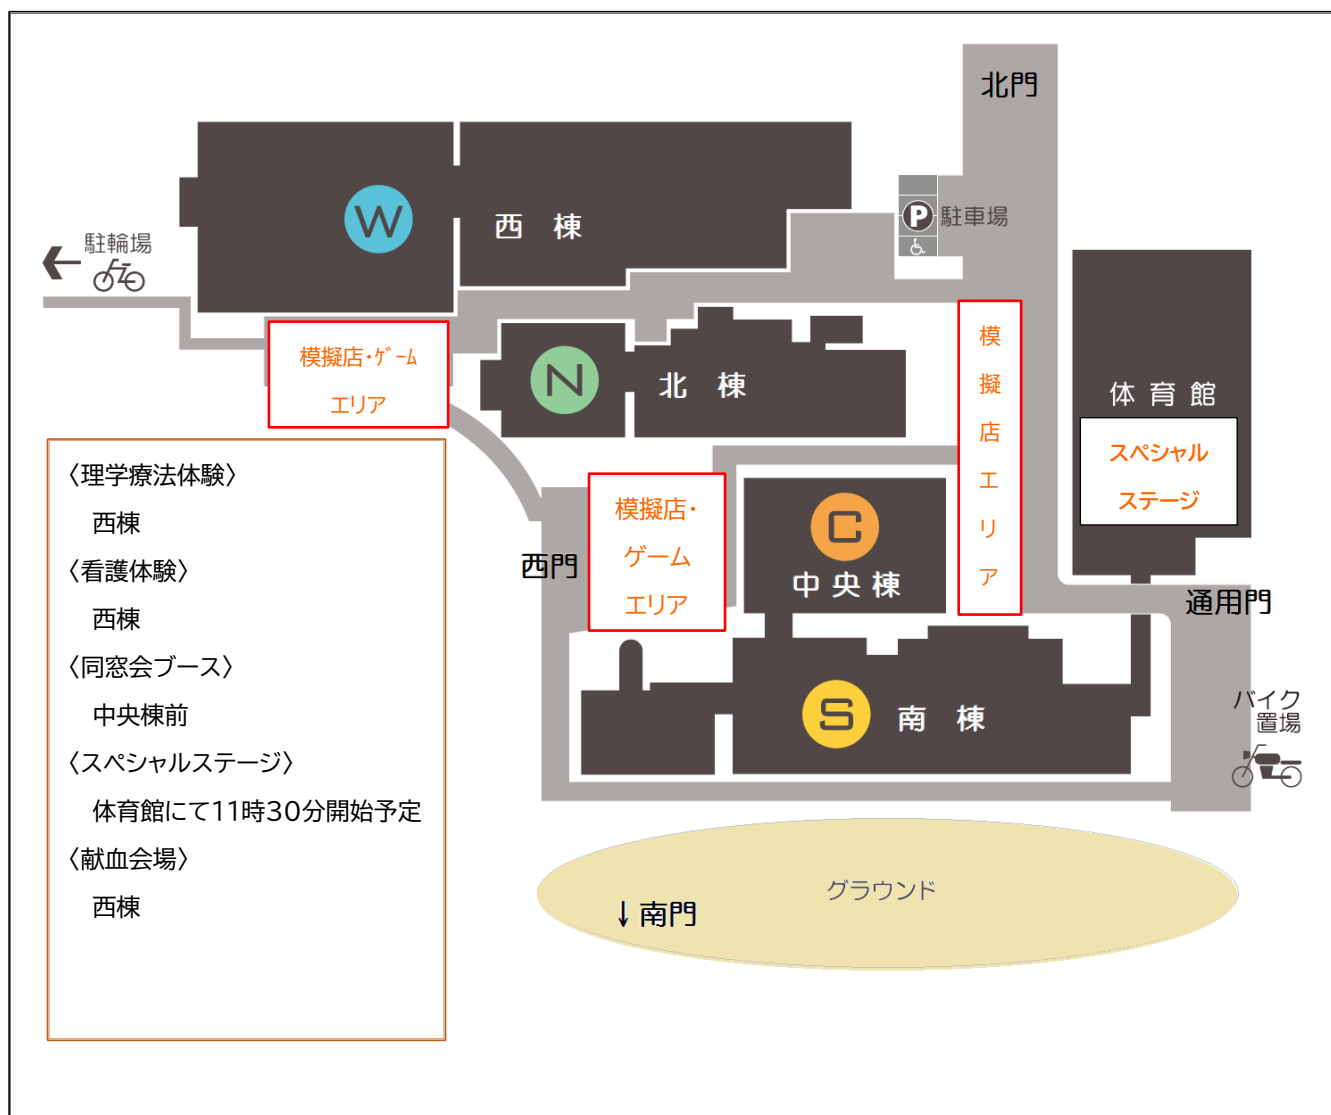 北門
W
西 棟
P
駐車場
駐輪場
模擬店・ゲーム
エリア
N
北 棟
模擬店エリア
体 育 館
スペシャル
ステージ
模擬店・
ゲーム
エリア
西門
C
中 央 棟
通用門
S
南 棟
バイク
置場
グラウンド
↓南門
〈理学療法体験〉
西棟
〈看護体験〉
西棟
〈同窓会ブース〉
中央棟前
〈スペシャルステージ〉
体育館にて11時30分開始予定
〈献血会場〉
西棟